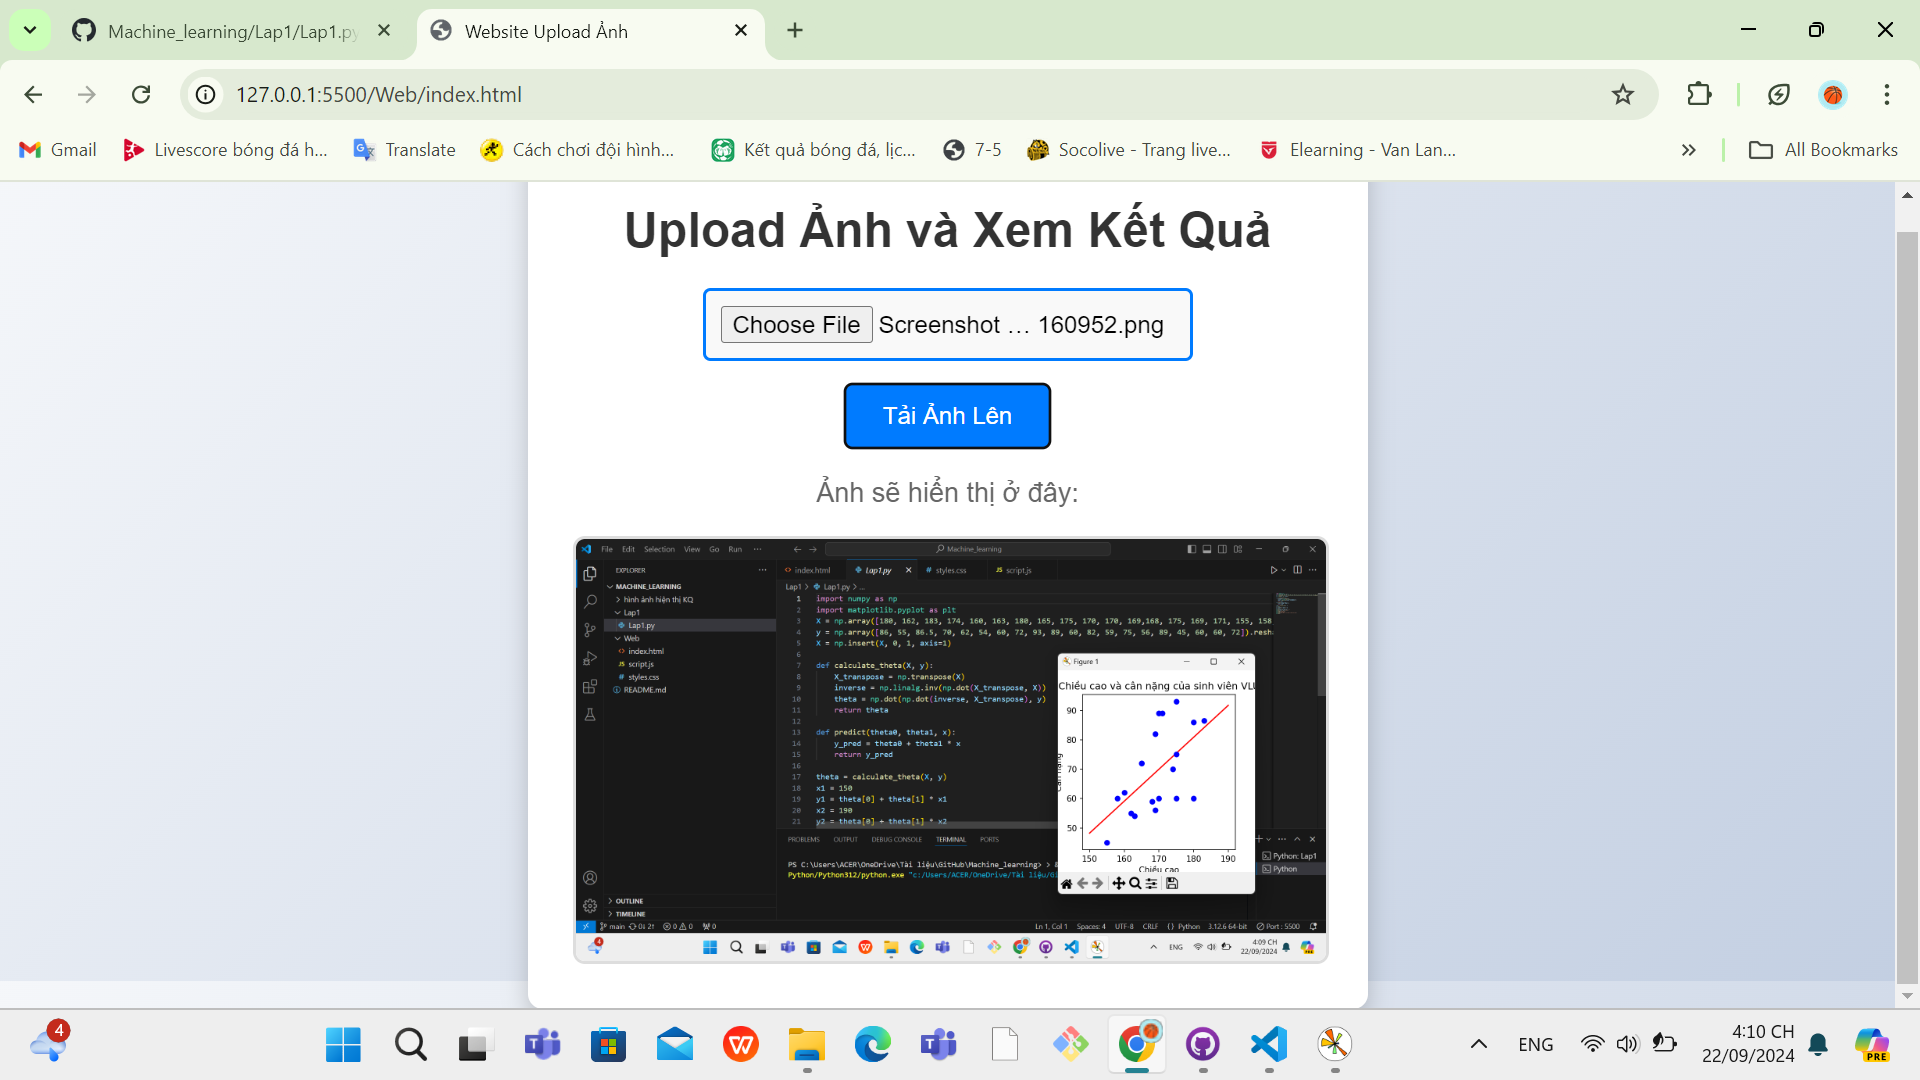 Machine_learning/Lap1/Lap1.py
Website Upload Ảnh
127.0.0.1:5500/Web/index.html
Gmail
Livescore bóng đá h...
Translate
Cách chơi đội hình...
Kết quả bóng đá, lịc...
7-5
Socolive - Trang live...
Elearning - Van Lan...
All Bookmarks
Upload Ảnh và Xem Kết Quả
Choose File Screenshot … 160952.png
Tải Ảnh Lên
Ảnh sẽ hiển thị ở đây:
File Edit Selection View Go Run ···
Machine_learning
EXPLORER
MACHINE_LEARNING
hình ảnh hiện thị KQ
Lap1
Lap1.py
Web
index.html
script.js
styles.css
README.md
OUTLINE
TIMELINE
index.html Lap1.py styles.css script.js
Lap1 > Lap1.py > ...
1 import numpy as np
2 import matplotlib.pyplot as plt
3 X = np.array([180, 162, 183, 174, 160, 163, 180, 165, 175, 170, 170, 169,168, 175, 169, 171, 155, 158
4 y = np.array([86, 55, 86.5, 70, 62, 54, 60, 72, 93, 89, 60, 82, 59, 75, 56, 89, 45, 60, 60, 72]).resha
5 X = np.insert(X, 0, 1, axis=1)
6
7 def calculate_theta(X, y):
8 X_transpose = np.transpose(X)
9 inverse = np.linalg.inv(np.dot(X_transpose, X))
10 theta = np.dot(np.dot(inverse, X_transpose), y)
11 return theta
12
13 def predict(theta0, theta1, x):
14 y_pred = theta0 + theta1 * x
15 return y_pred
16
17 theta = calculate_theta(X, y)
18 x1 = 150
19 y1 = theta[0] + theta[1] * x1
20 x2 = 190
21 y2 = theta[0] + theta[1] * x2
Figure 1
Chiều cao và cân nặng của sinh viên VLU
90
80
70
60
50
150 160 170 180 190
Chiều cao
PROBLEMS OUTPUT DEBUG CONSOLE TERMINAL PORTS
PS C:\Users\ACER\OneDrive\Tài liệu\GitHub\Machine_learning>
Python/Python312/python.exe "c:/Users/ACER/OneDrive/Tài liệu/Gi
Python: Lap1
Python
main 0↓ 2↑ 0 0 0
Ln 1, Col 1 Spaces: 4 UTF-8 CRLF Python 3.12.6 64-bit Port : 5500
4
ENG
4:09 CH
22/09/2024
4
ENG
4:10 CH
22/09/2024
PRE